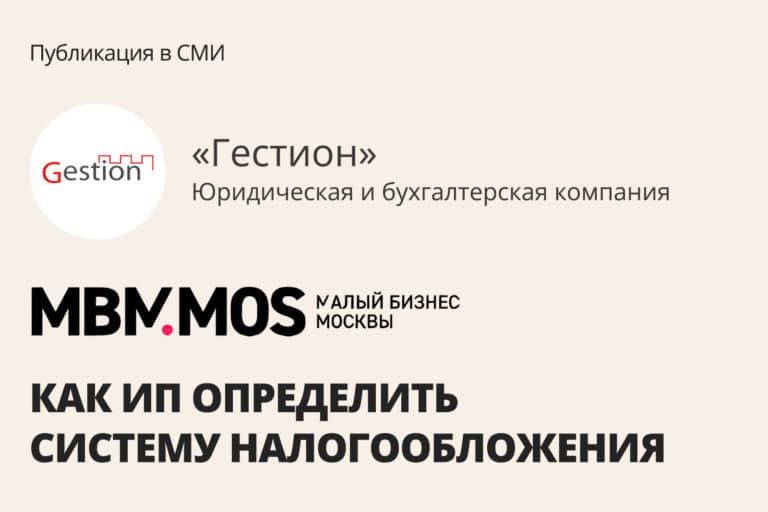 Публикация в СМИ
Gestion
«Гестион»
Юридическая и бухгалтерская компания
MBM.MOS
МАЛЫЙ БИЗНЕС
МОСКВЫ
КАК ИП ОПРЕДЕЛИТЬ
СИСТЕМУ НАЛОГООБЛОЖЕНИЯ